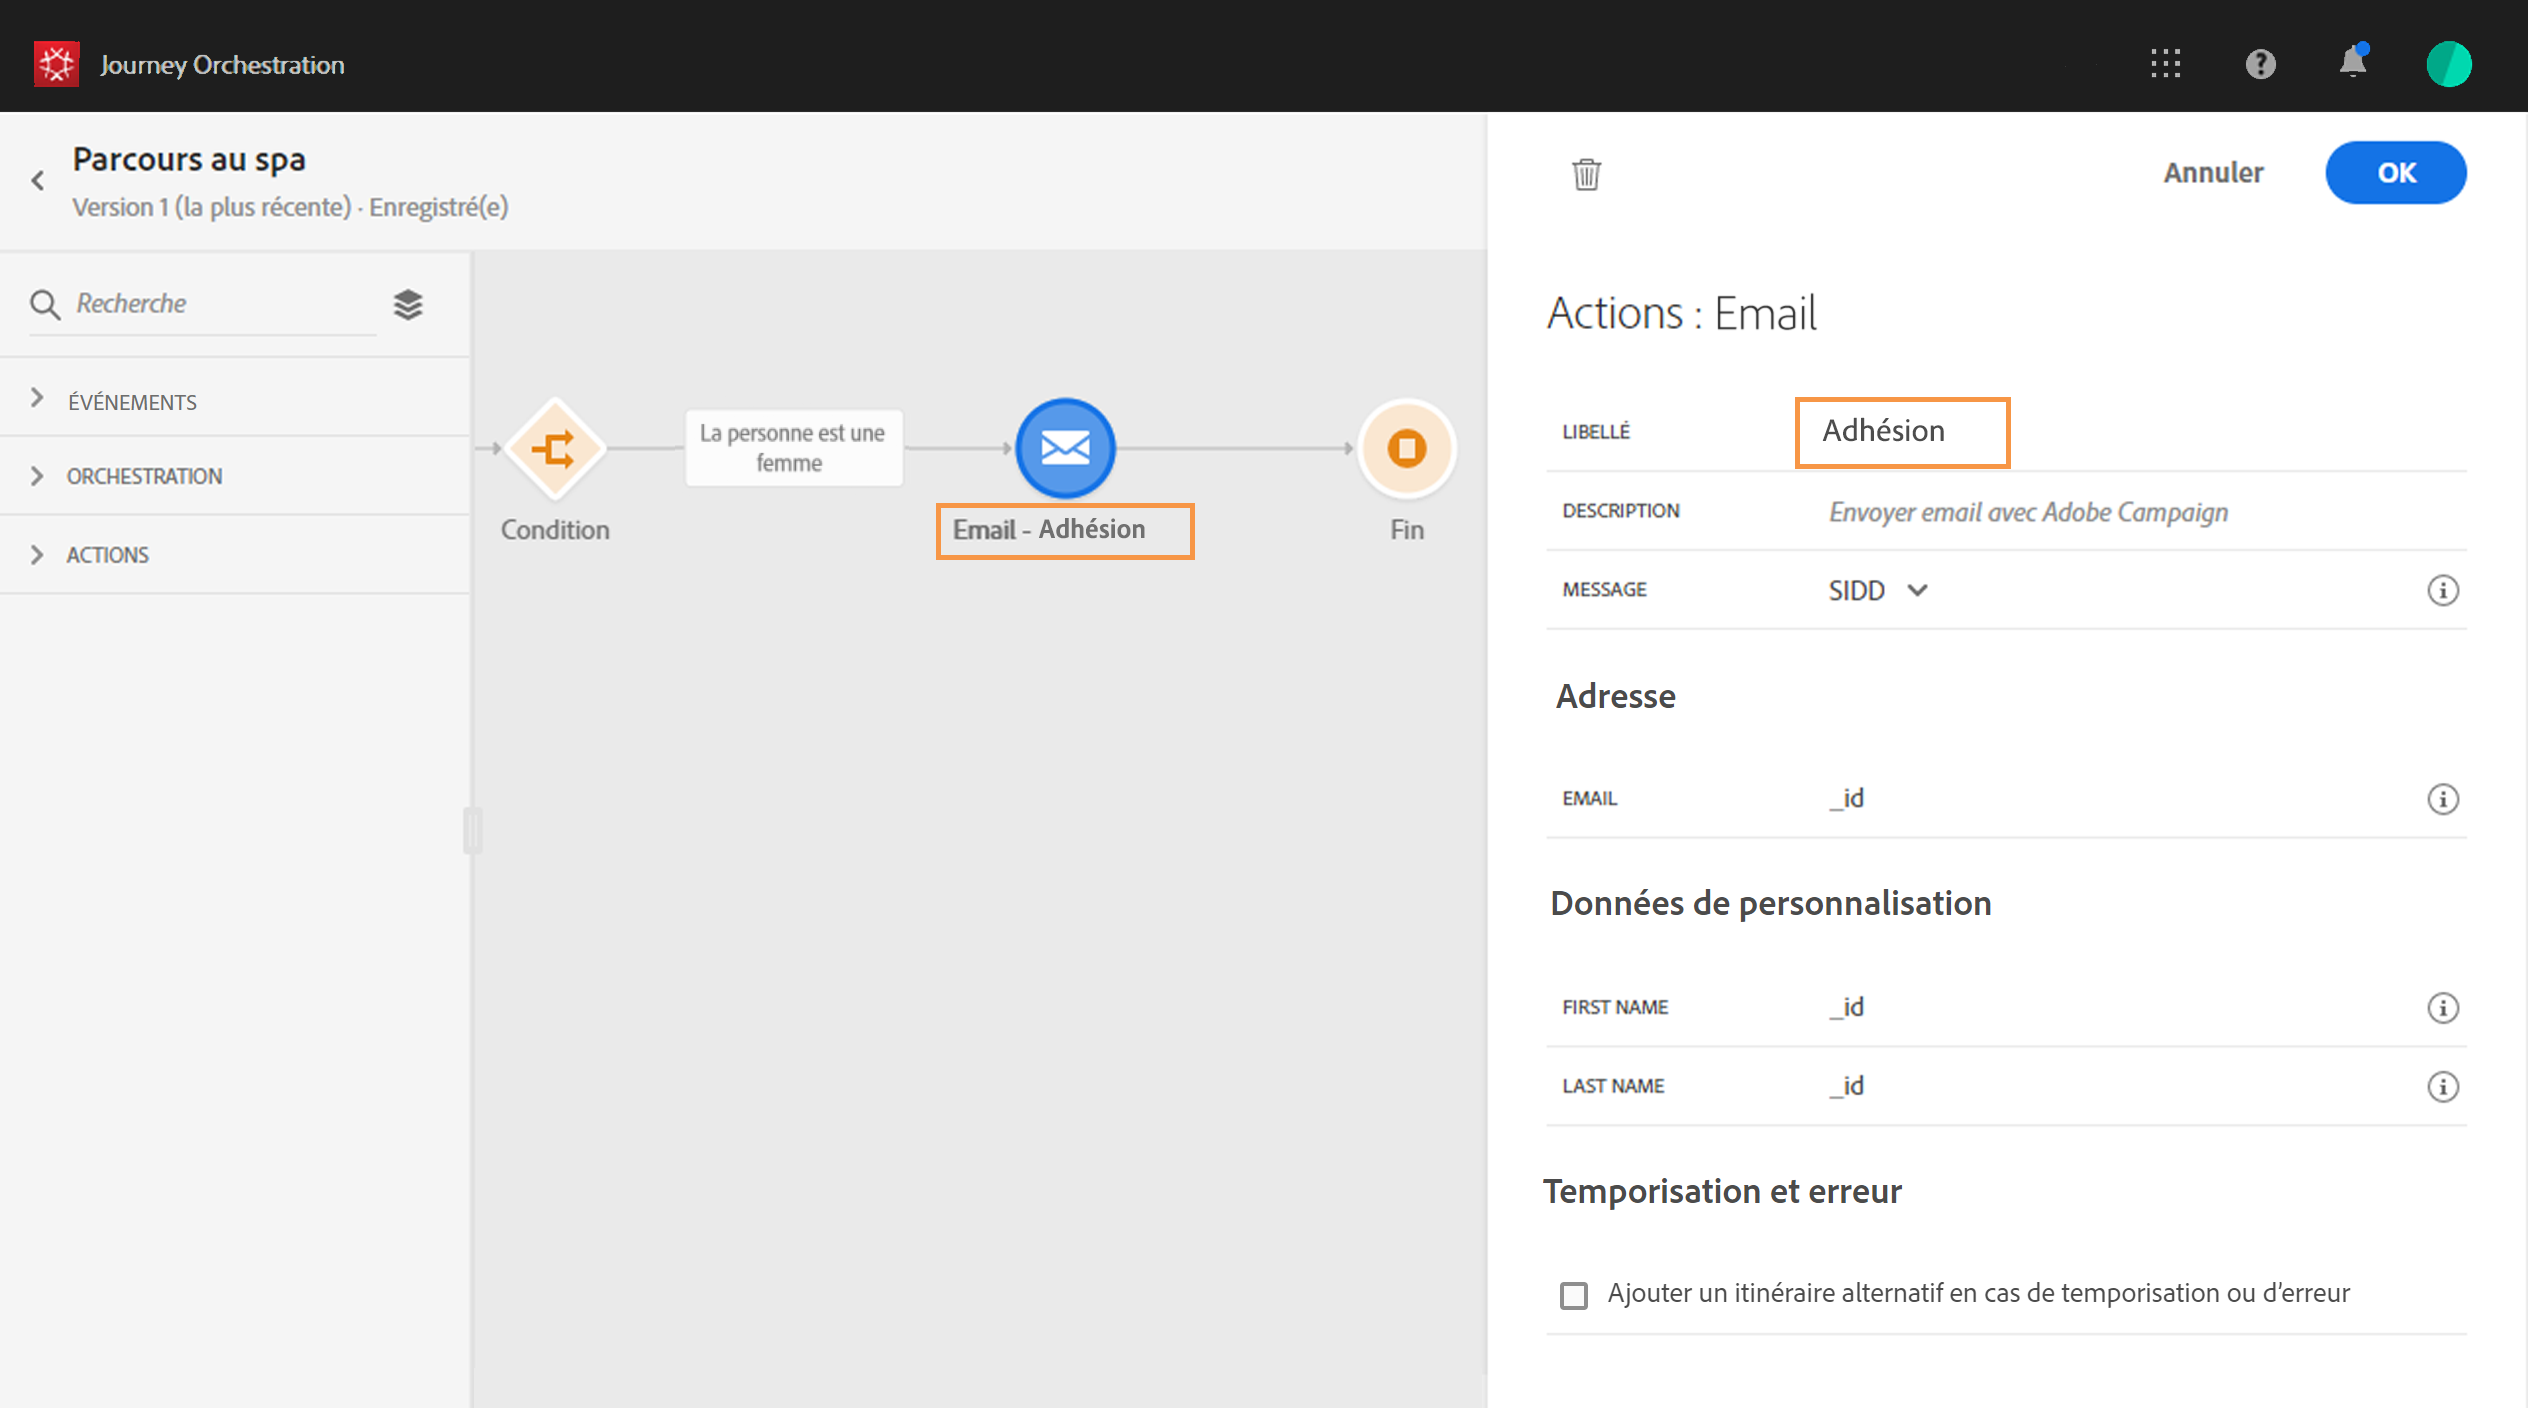 Journey Orchestration
Parcours au spa
Version 1 (la plus récente) · Enregistré(e)
Annuler
OK
Recherche
ÉVÉNEMENTS
ORCHESTRATION
ACTIONS
Condition
La personne est une
femme
Email - Adhésion
Fin
Actions : Email
LIBELLÉ
Adhésion
DESCRIPTION
Envoyer email avec Adobe Campaign
MESSAGE
SIDD
Adresse
EMAIL
_id
Données de personnalisation
FIRST NAME
_id
LAST NAME
_id
Temporisation et erreur
Ajouter un itinéraire alternatif en cas de temporisation ou d’erreur